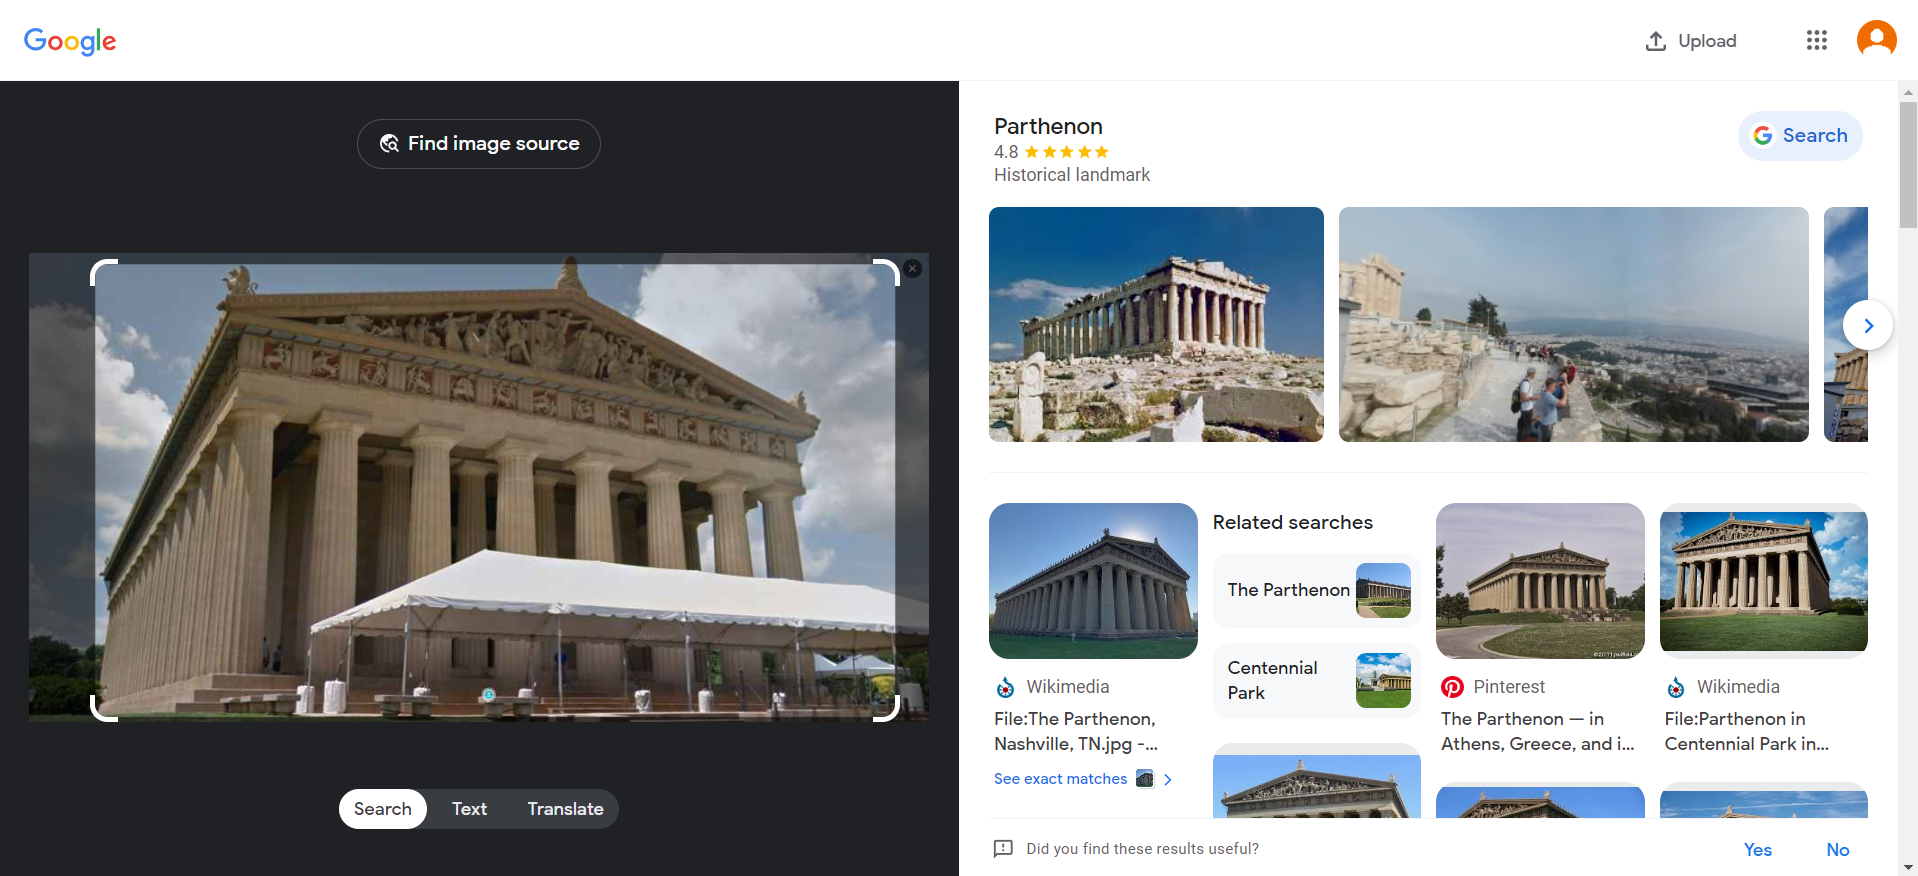 Google
Upload
Find image source
Search
Text
Translate
Parthenon
4.8
Historical landmark
Search
Wikimedia
File:The Parthenon,
Nashville, TN.jpg -...
See exact matches
Related searches
The Parthenon
Centennial
Park
Pinterest
The Parthenon — in
Athens, Greece, and i...
Wikimedia
File:Parthenon in
Centennial Park in...
Did you find these results useful?
Yes
No